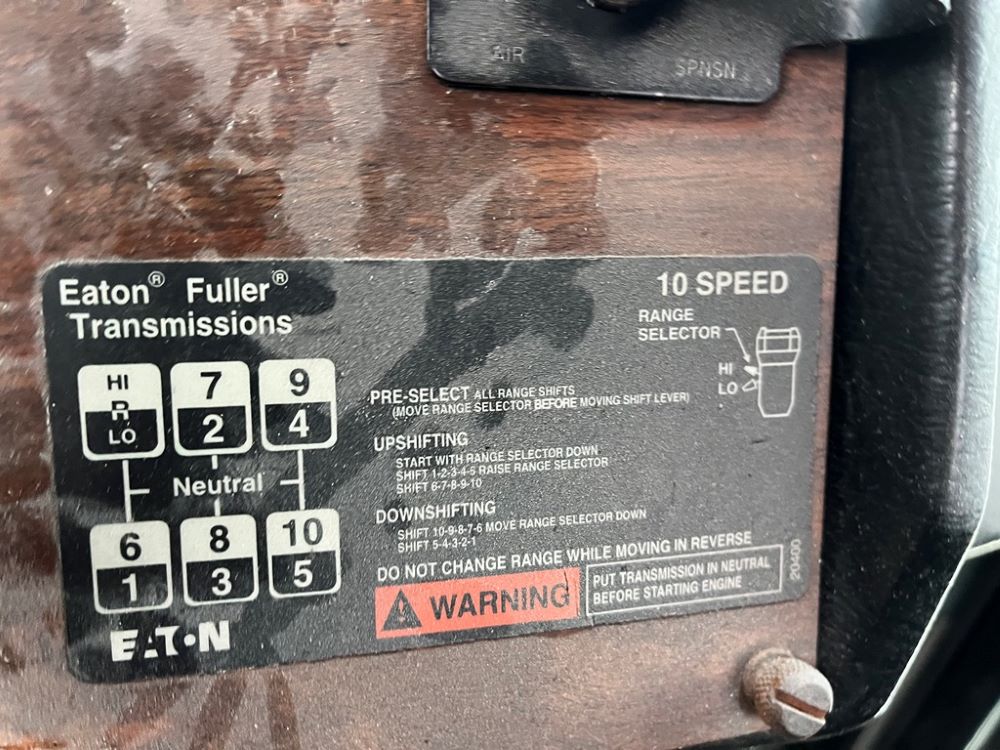 AIR
SPNSN
Eaton® Fuller®
Transmissions
10 SPEED
RANGE
SELECTOR
HI
LO
HI
R
LO
7
2
9
4
Neutral
6
1
8
3
10
5
PRE-SELECT ALL RANGE SHIFTS
(MOVE RANGE SELECTOR BEFORE MOVING SHIFT LEVER)
UPSHIFTING
START WITH RANGE SELECTOR DOWN
SHIFT 1-2-3-4-5 RAISE RANGE SELECTOR
SHIFT 6-7-8-9-10
DOWNSHIFTING
SHIFT 10-9-8-7-6 MOVE RANGE SELECTOR DOWN
SHIFT 5-4-3-2-1
DO NOT CHANGE RANGE WHILE MOVING IN REVERSE
WARNING
PUT TRANSMISSION IN NEUTRAL
BEFORE STARTING ENGINE
20400
EATON